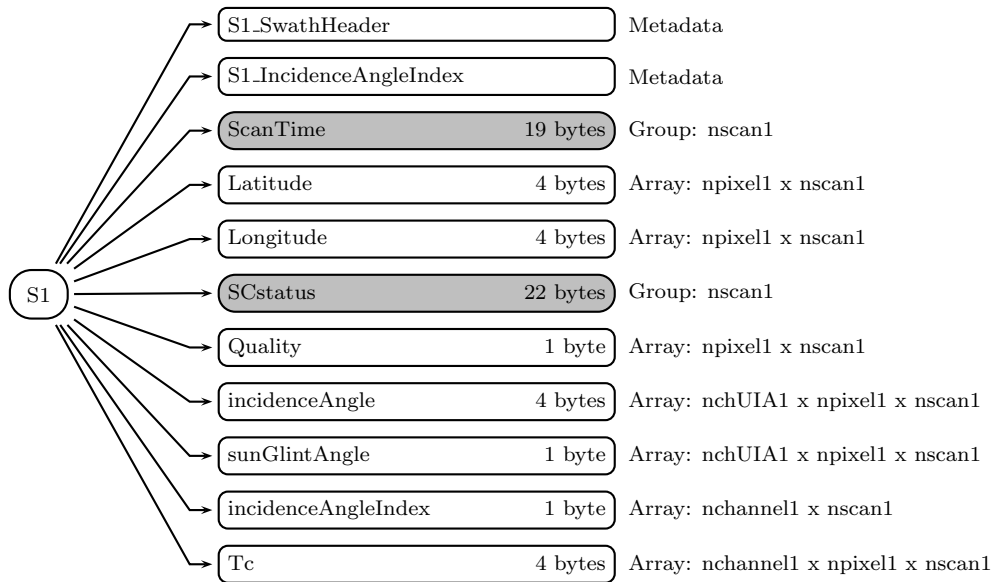 S1_SwathHeader Metadata
S1_IncidenceAngleIndex Metadata
ScanTime 19 bytes Group: nscan1
Latitude 4 bytes Array: npixel1 x nscan1
Longitude 4 bytes Array: npixel1 x nscan1
S1 SCstatus 22 bytes Group: nscan1
Quality 1 byte Array: npixel1 x nscan1
incidenceAngle 4 bytes Array: nchUIA1 x npixel1 x nscan1
sunGlintAngle 1 byte Array: nchUIA1 x npixel1 x nscan1
incidenceAngleIndex 1 byte Array: nchannel1 x nscan1
Tc 4 bytes Array: nchannel1 x npixel1 x nscan1